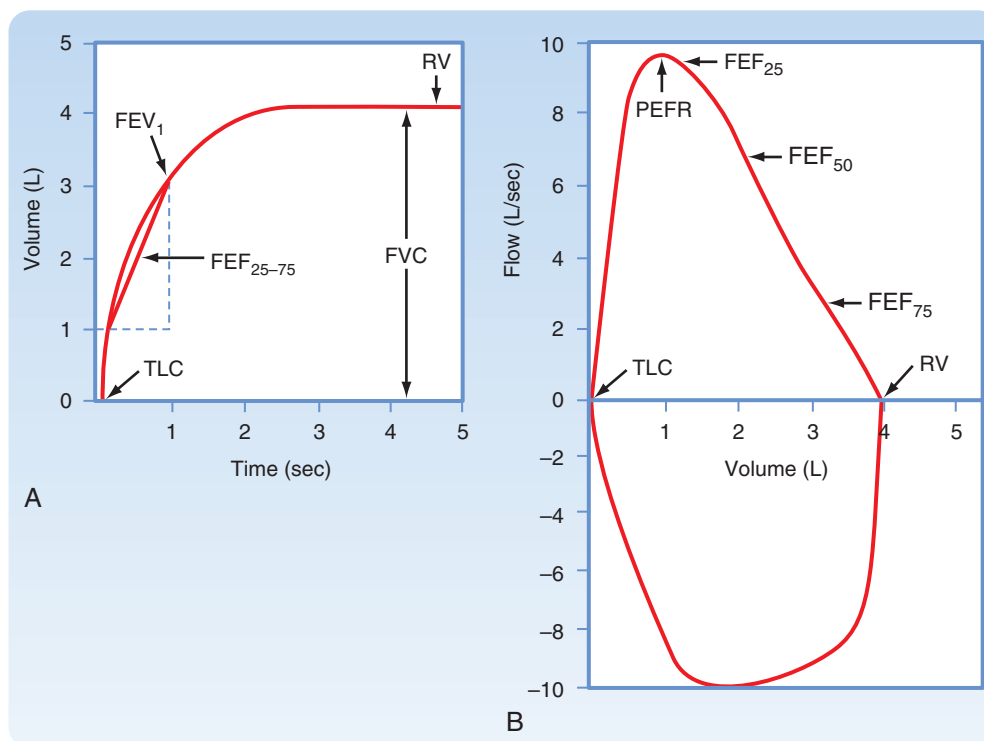 5
4
3
2
1
0
Volume (L)
RV
FEV1
FEF25–75
FVC
TLC
1 2 3 4 5
Time (sec)
A
10
8
6
4
2
0
–2
–4
–6
–8
–10
Flow (L/sec)
FEF25
PEFR
FEF50
FEF75
TLC
RV
1 2 3 4 5
Volume (L)
B